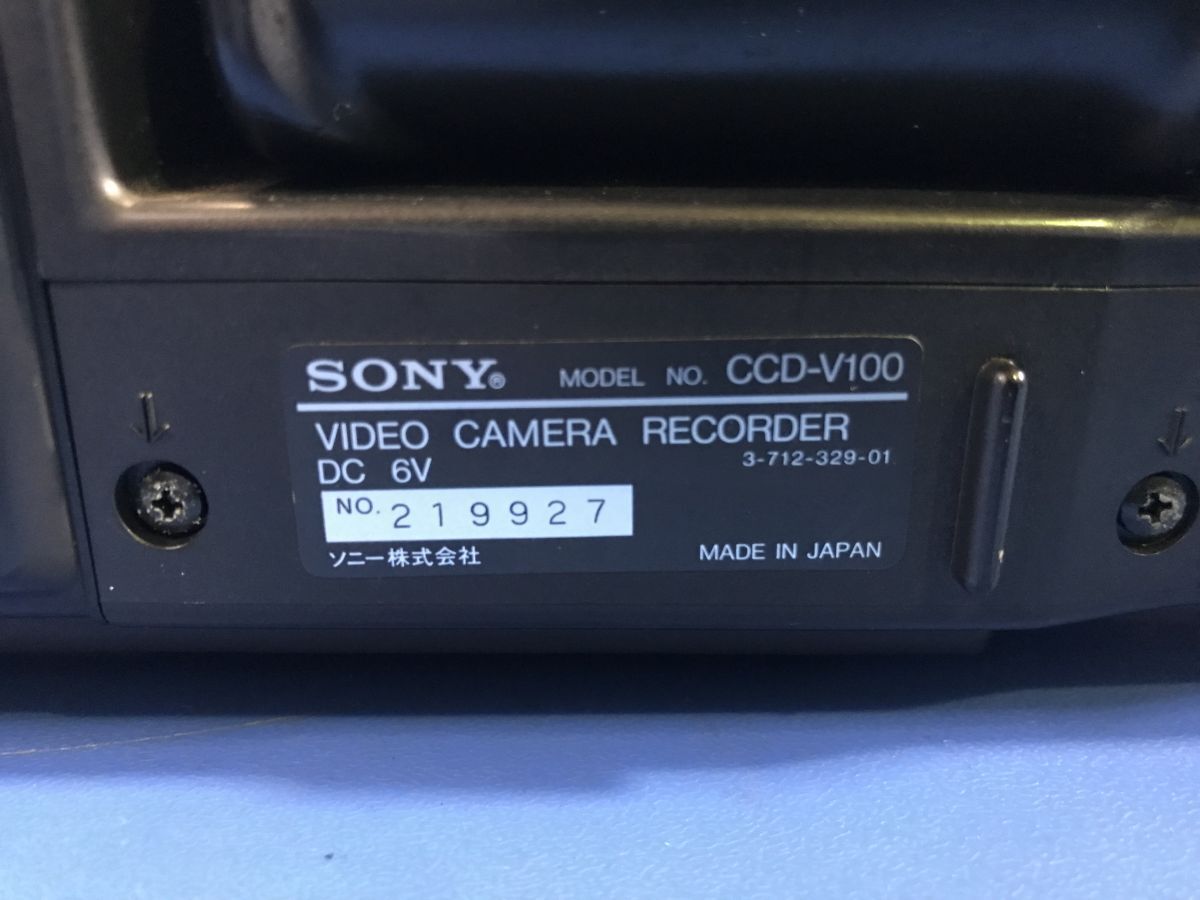 SONY® MODEL NO. CCD-V100
VIDEO CAMERA RECORDER
DC 6V 3-712-329-01
NO. 219927
ソニー株式会社 MADE IN JAPAN